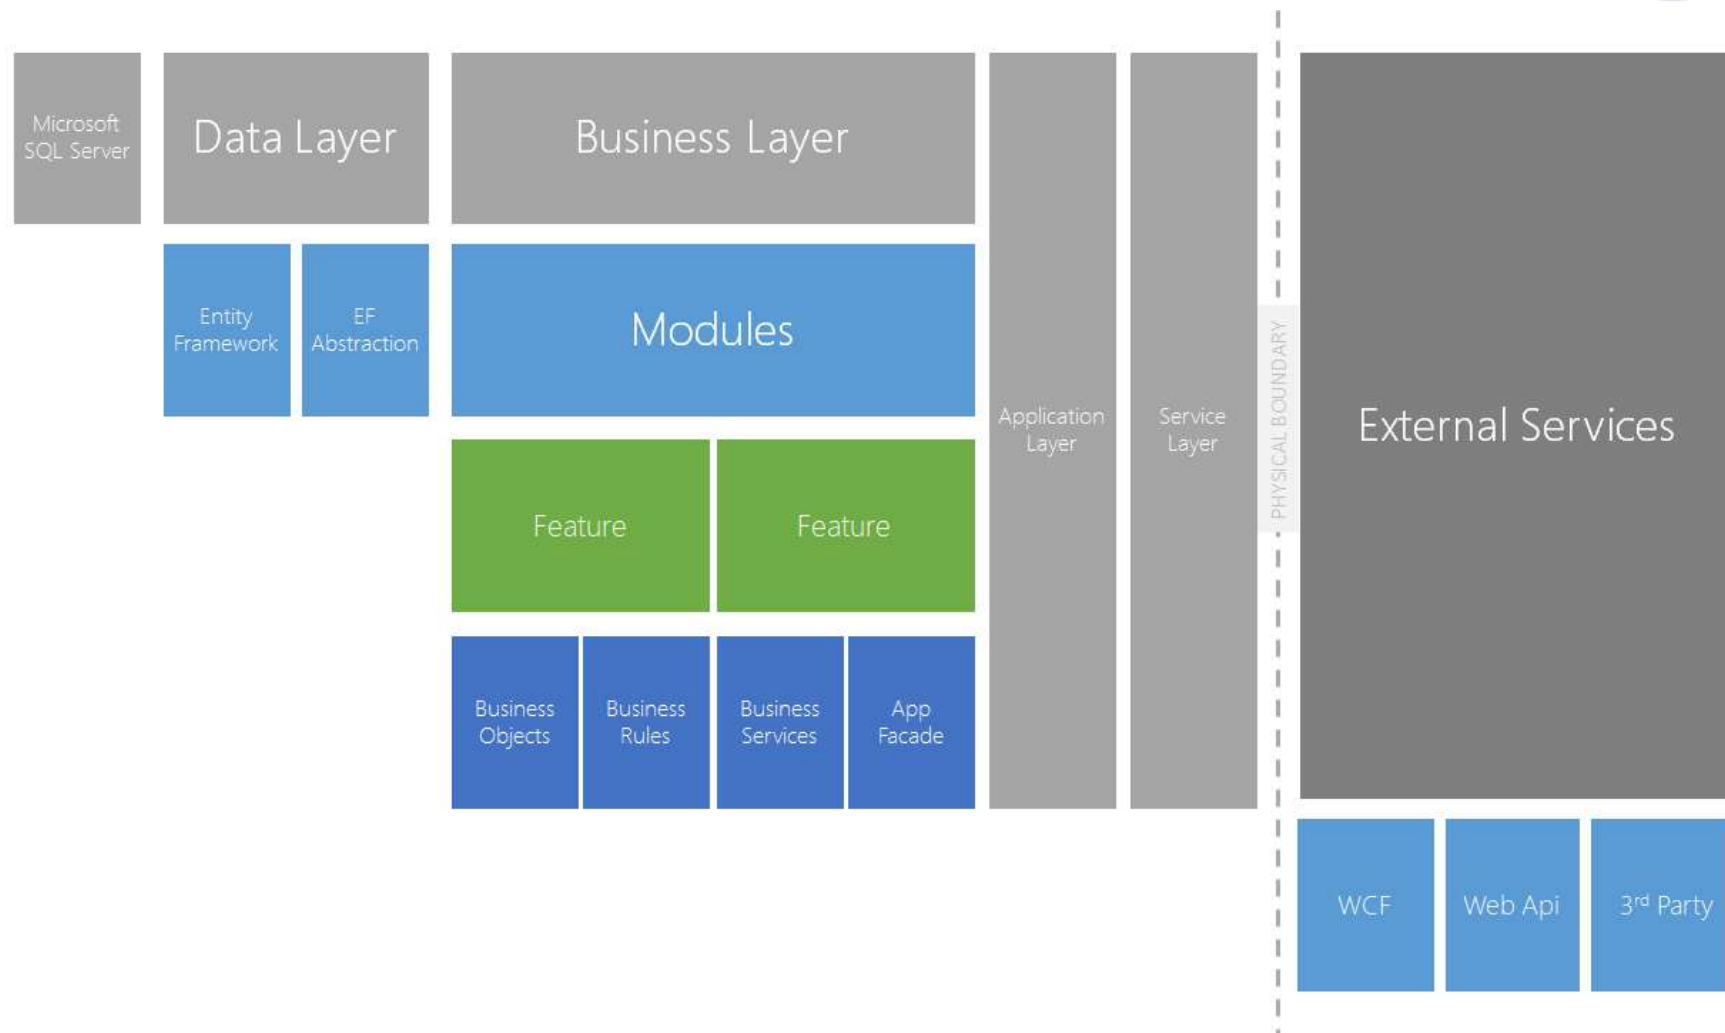 Microsoft
SQL Server
Data Layer
Business Layer
Entity
Framework
EF
Abstraction
Modules
Application
Layer
Service
Layer
PHYSICAL BOUNDARY
External Services
Feature
Feature
Business
Objects
Business
Rules
Business
Services
App
Facade
WCF
Web Api
3rd Party